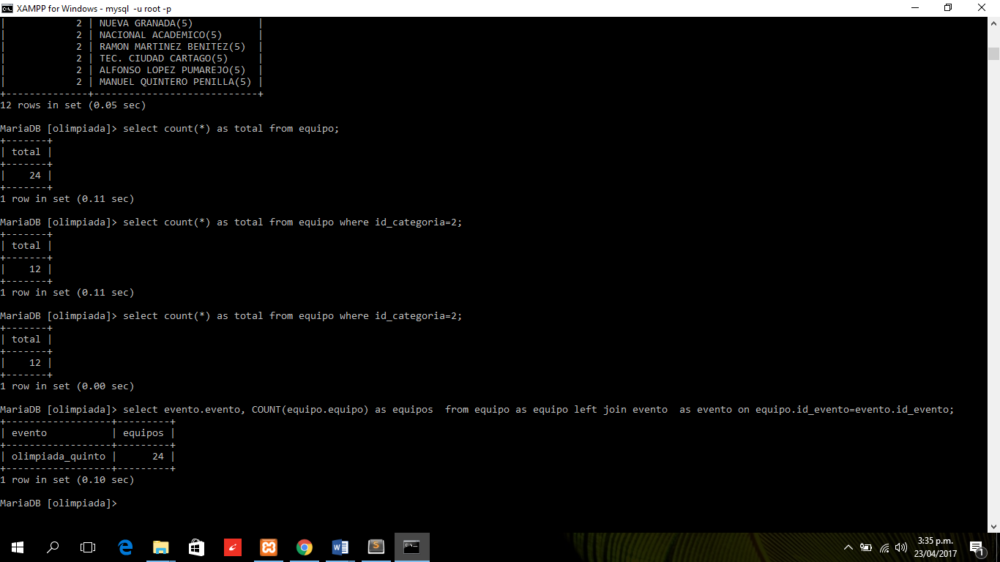 XAMPP for Windows - mysql -u root -p
| 2 | NUEVA GRANADA(5) |
| 2 | NACIONAL ACADEMICO(5) |
| 2 | RAMON MARTINEZ BENITEZ(5) |
| 2 | TEC. CIUDAD CARTAGO(5) |
| 2 | ALFONSO LOPEZ PUMAREJO(5) |
| 2 | MANUEL QUINTERO PENILLA(5) |
+--------------+----------------------------+
12 rows in set (0.05 sec)
MariaDB [olimpiada]> select count(*) as total from equipo;
+-------+
| total |
+-------+
| 24 |
+-------+
1 row in set (0.11 sec)
MariaDB [olimpiada]> select count(*) as total from equipo where id_categoria=2;
+-------+
| total |
+-------+
| 12 |
+-------+
1 row in set (0.11 sec)
MariaDB [olimpiada]> select count(*) as total from equipo where id_categoria=2;
+-------+
| total |
+-------+
| 12 |
+-------+
1 row in set (0.00 sec)
MariaDB [olimpiada]> select evento.evento, COUNT(equipo.equipo) as equipos  from equipo as equipo left join evento  as evento on equipo.id_evento=evento.id_evento;
+------------------+---------+
| evento | equipos |
+------------------+---------+
| olimpiada_quinto | 24 |
+------------------+---------+
1 row in set (0.10 sec)
MariaDB [olimpiada]>
3:35 p.m.
23/04/2017
1